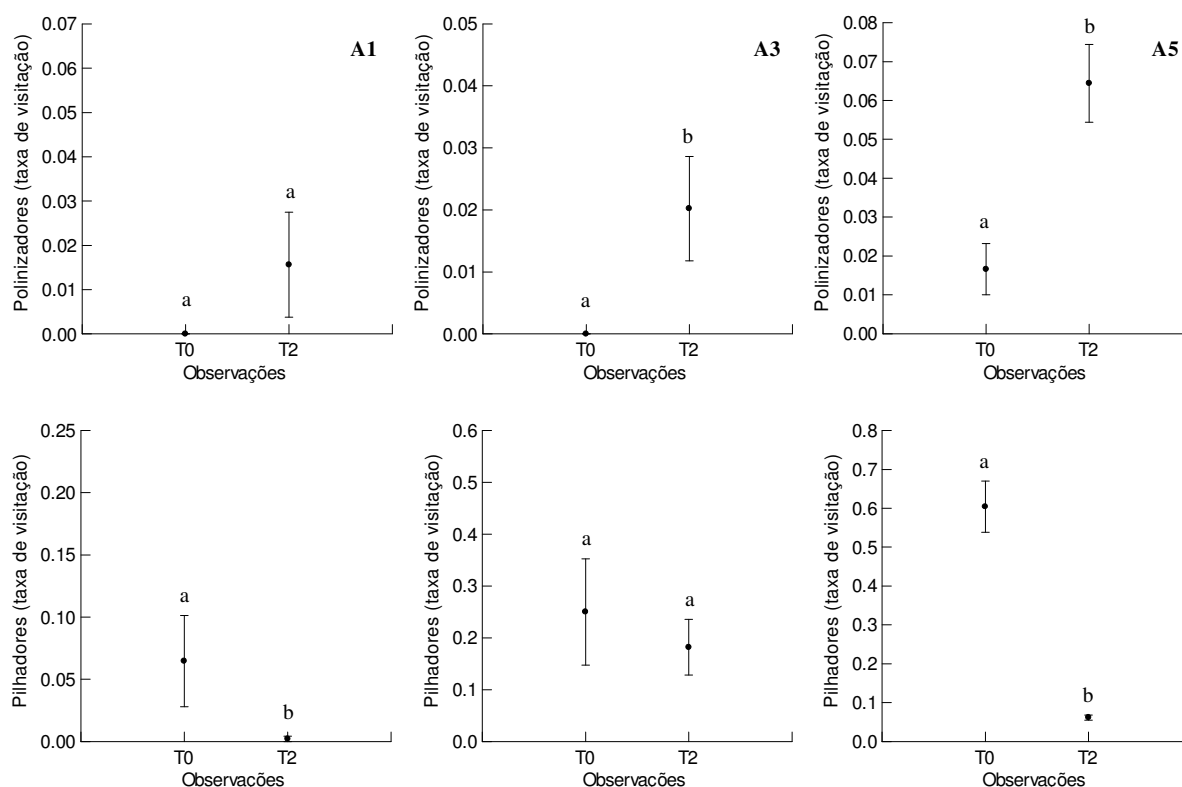 Polinizadores (taxa de visitação)
0.07
0.06
0.05
0.04
0.03
0.02
0.01
0.00
A1
a
a
T0
T2
Observações
Polinizadores (taxa de visitação)
0.05
0.04
0.03
0.02
0.01
0.00
A3
a
b
T0
T2
Observações
Polinizadores (taxa de visitação)
0.08
0.07
0.06
0.05
0.04
0.03
0.02
0.01
0.00
A5
a
b
T0
T2
Observações
Pilhadores (taxa de visitação)
0.25
0.20
0.15
0.10
0.05
0.00
a
b
T0
T2
Observações
Pilhadores (taxa de visitação)
0.6
0.5
0.4
0.3
0.2
0.1
0.0
a
a
T0
T2
Observações
Pilhadores (taxa de visitação)
0.8
0.7
0.6
0.5
0.4
0.3
0.2
0.1
0.0
a
b
T0
T2
Observações